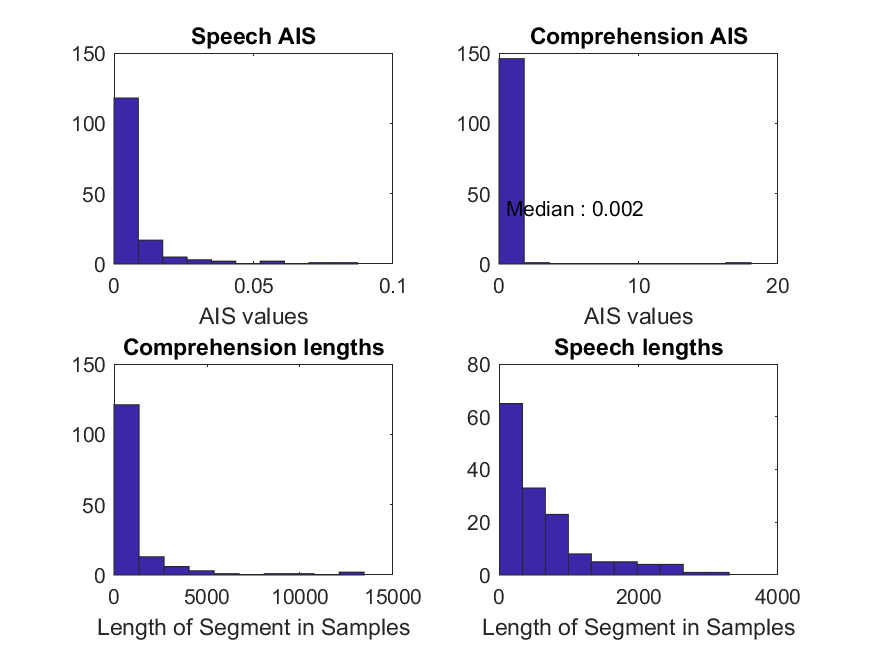 Speech AIS
150
100
50
0
0 0.05 0.1
AIS values
Comprehension AIS
150
100
50
0
Median : 0.002
0 10 20
AIS values
Comprehension lengths
150
100
50
0
0 5000 10000 15000
Length of Segment in Samples
Speech lengths
80
60
40
20
0
0 2000 4000
Length of Segment in Samples